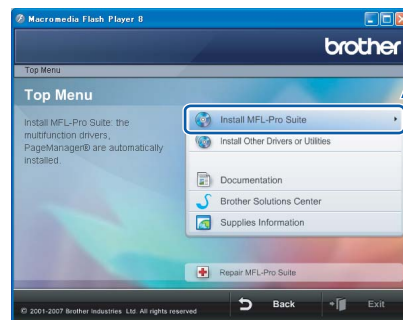 Macromedia Flash Player 8
brother
Top Menu
Top Menu
Install MFL-Pro Suite: the
multifunction drivers,
PageManager® are automatically
installed.
Install MFL-Pro Suite
Install Other Drivers or Utilities
Documentation
Brother Solutions Center
Supplies Information
Repair MFL-Pro Suite
© 2001-2007 Brother Industries Ltd. All rights reserved
Back
Exit